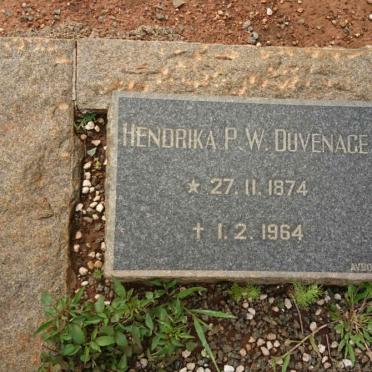 HENDRIKA P. W. DUVENAGE
★ 27. 11. 1874
✝ 1. 2. 1964